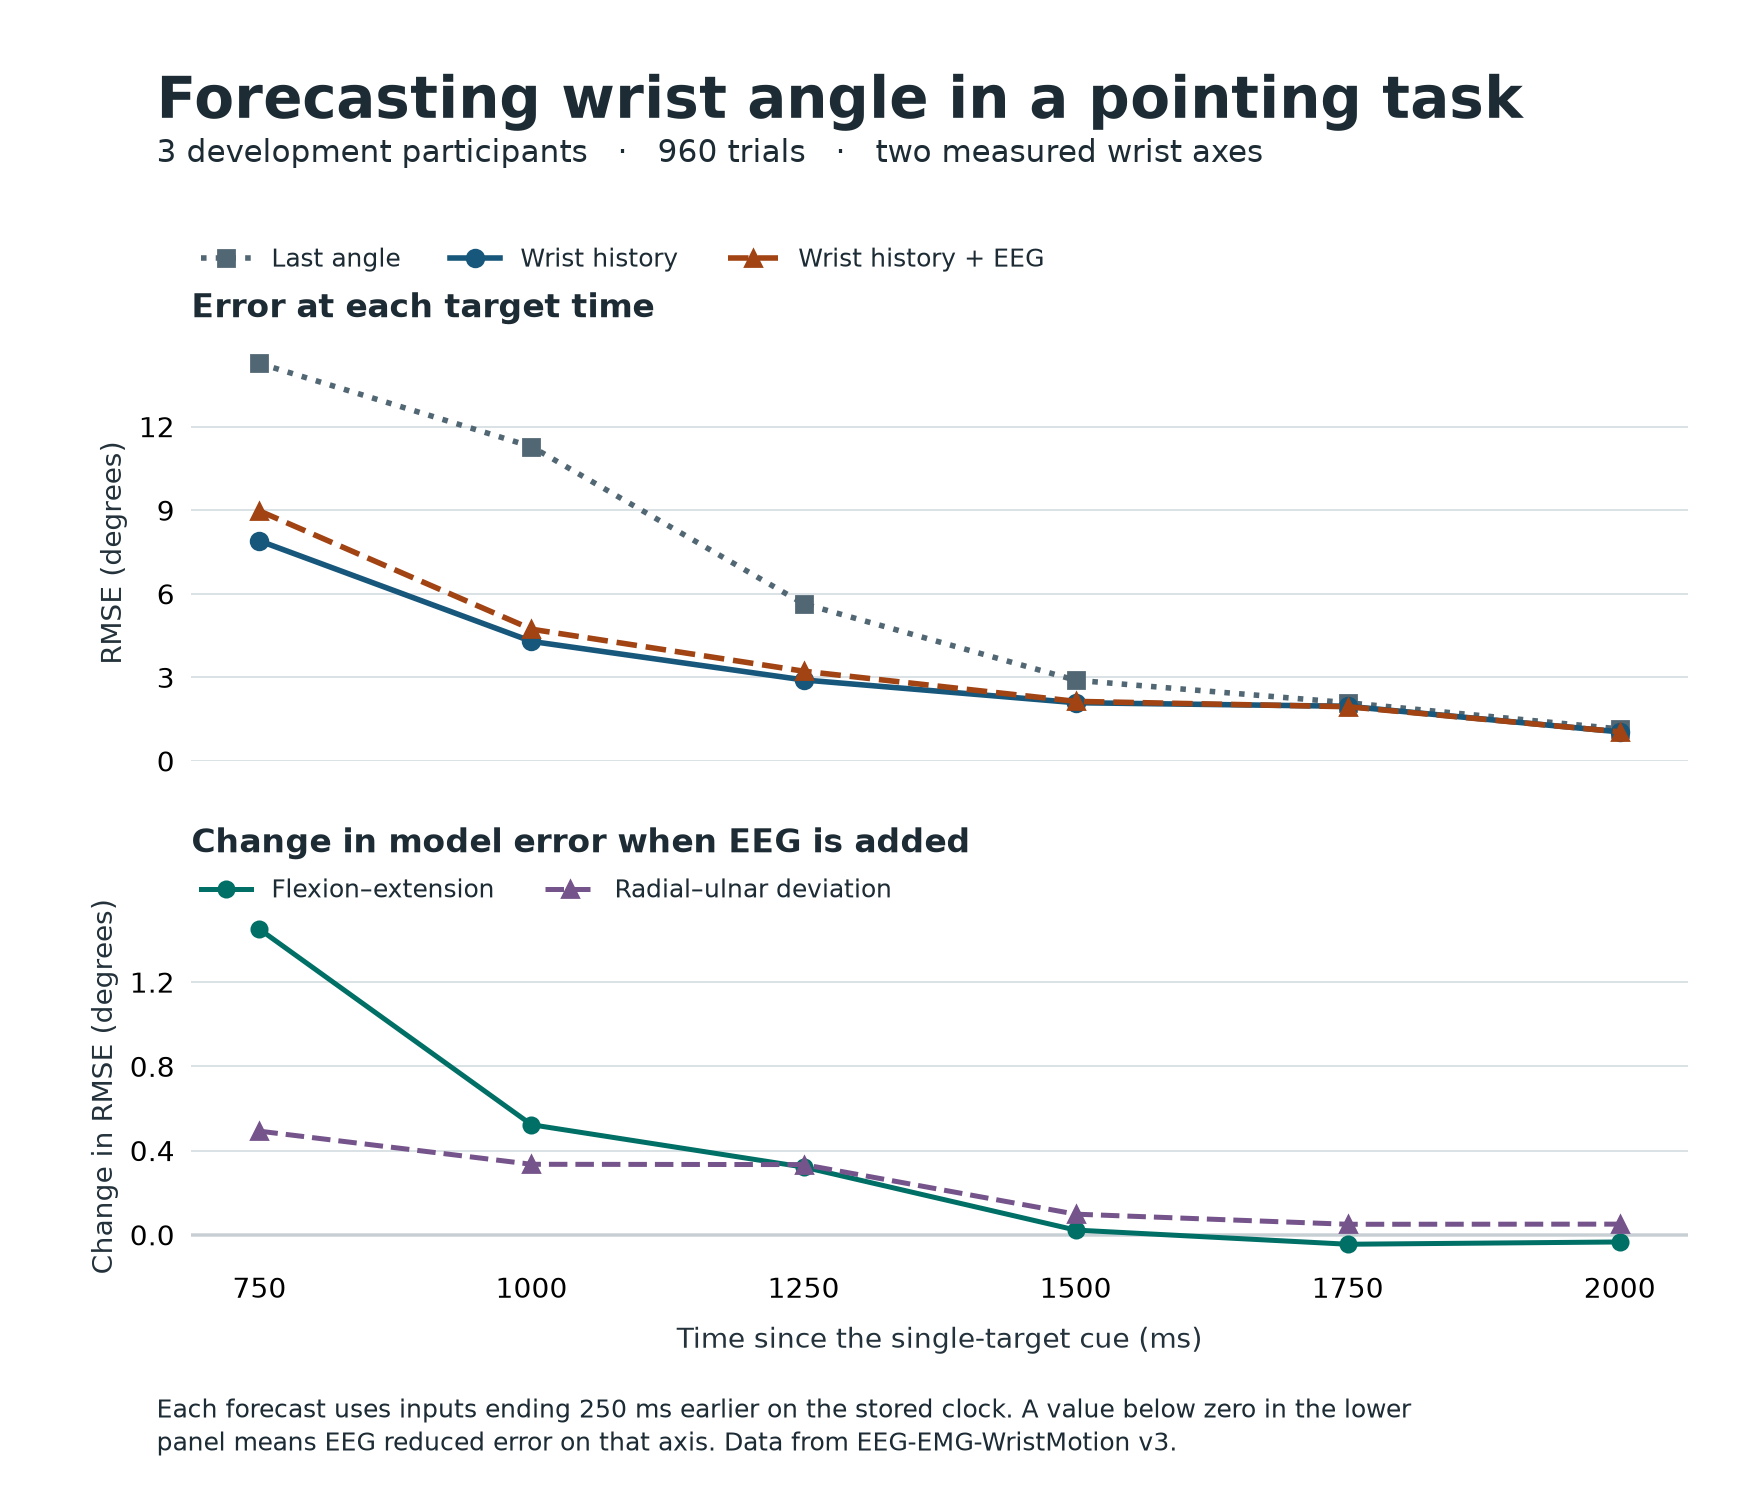 Forecasting wrist angle in a pointing task
3 development participants · 960 trials · two measured wrist axes
Last angle Wrist history Wrist history + EEG
Error at each target time
RMSE (degrees)
12
9
6
3
0
Change in model error when EEG is added
Flexion–extension Radial–ulnar deviation
Change in RMSE (degrees)
1.2
0.8
0.4
0.0
750 1000 1250 1500 1750 2000
Time since the single-target cue (ms)
Each forecast uses inputs ending 250 ms earlier on the stored clock. A value below zero in the lower
panel means EEG reduced error on that axis. Data from EEG-EMG-WristMotion v3.